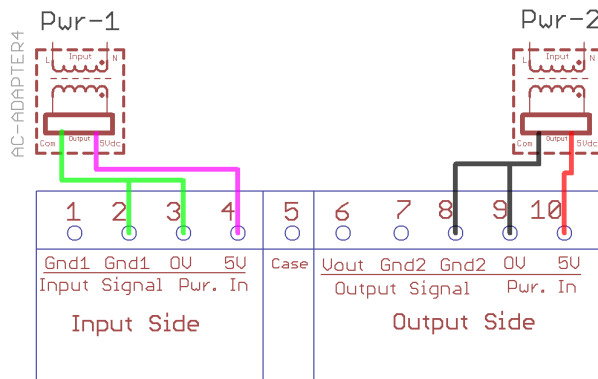 Pwr-1
Pwr-2
AC-ADAPTER4
L Input N
Com Output 5Vdc
L Input N
Com Output 5Vdc
1 2 3 4 5 6 7 8 9 10
Gnd1 Gnd1 0V 5V Case Vout Gnd2 Gnd2 0V 5V
Input Signal Pwr. In Output Signal Pwr. In
Input Side Output Side